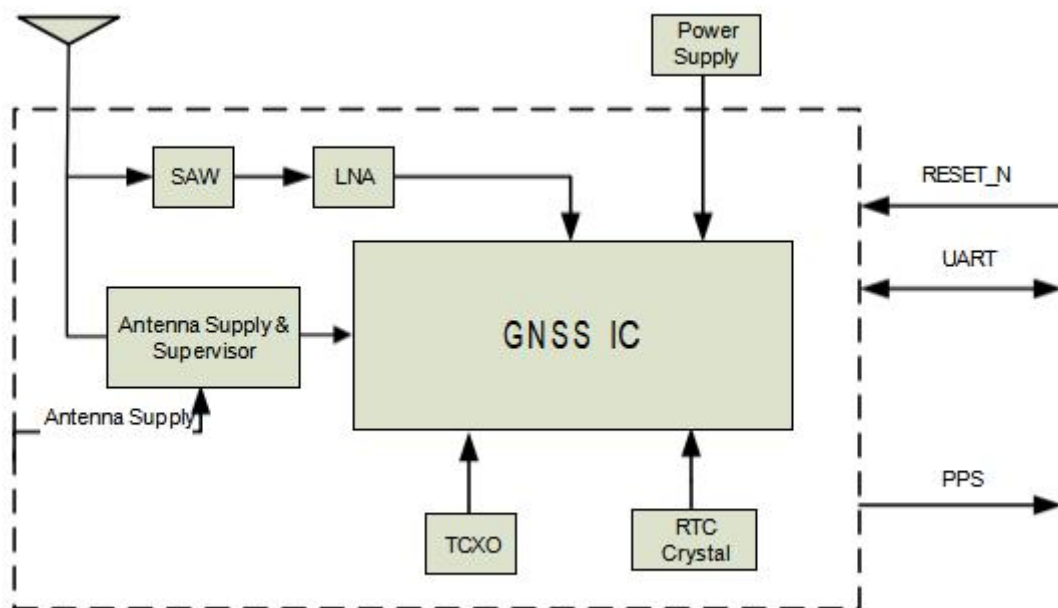 Power
Supply
SAW
LNA
RESET_N
UART
Antenna Supply &
Supervisor
GNSS IC
Antenna Supply
PPS
TCXO
RTC
Crystal